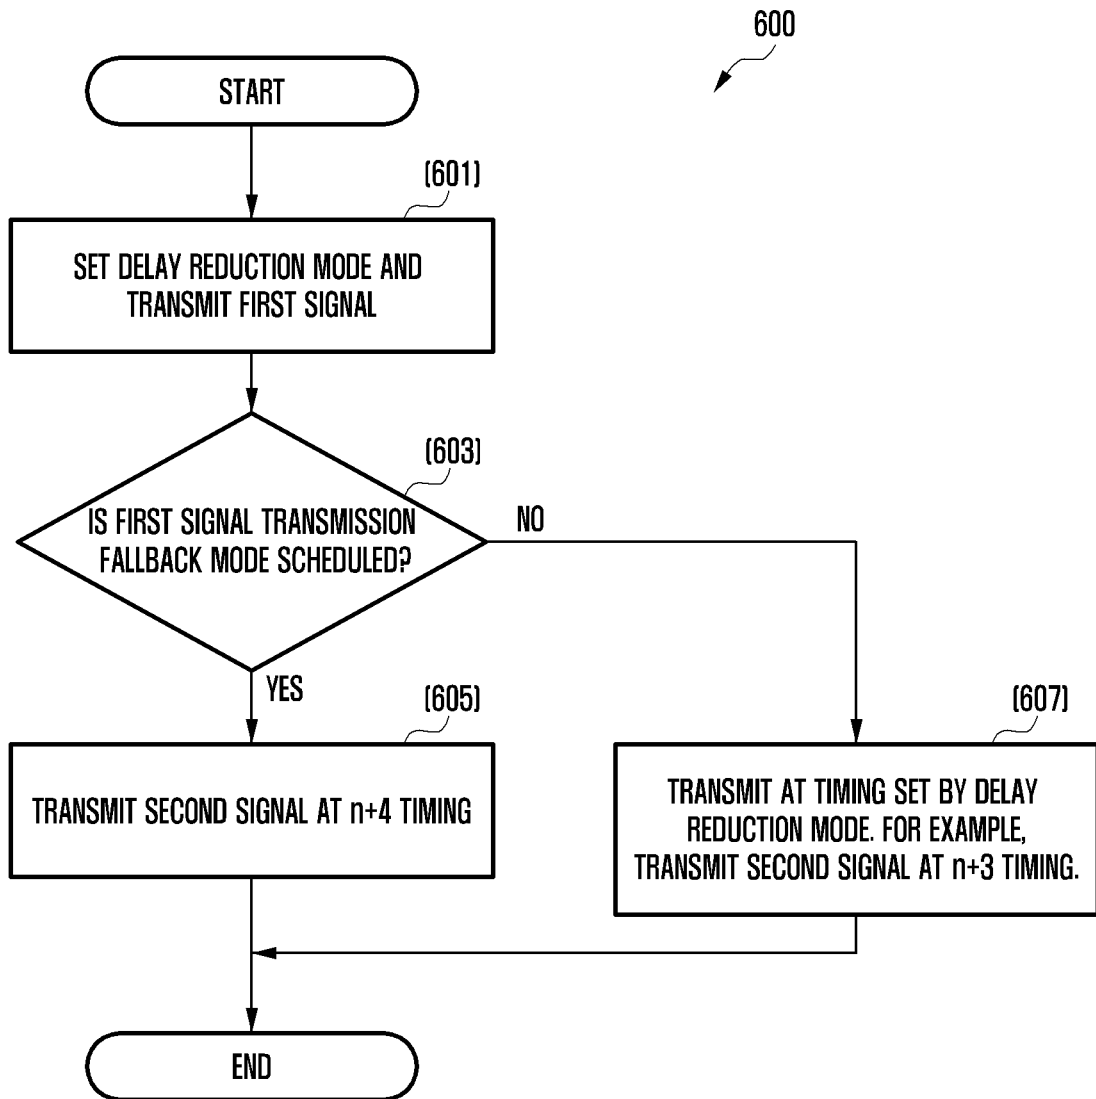 600
START
(601)
SET DELAY REDUCTION MODE AND
TRANSMIT FIRST SIGNAL
(603)
IS FIRST SIGNAL TRANSMISSION
FALLBACK MODE SCHEDULED?
NO
YES
(605)
TRANSMIT SECOND SIGNAL AT n+4 TIMING
(607)
TRANSMIT AT TIMING SET BY DELAY
REDUCTION MODE. FOR EXAMPLE,
TRANSMIT SECOND SIGNAL AT n+3 TIMING.
END